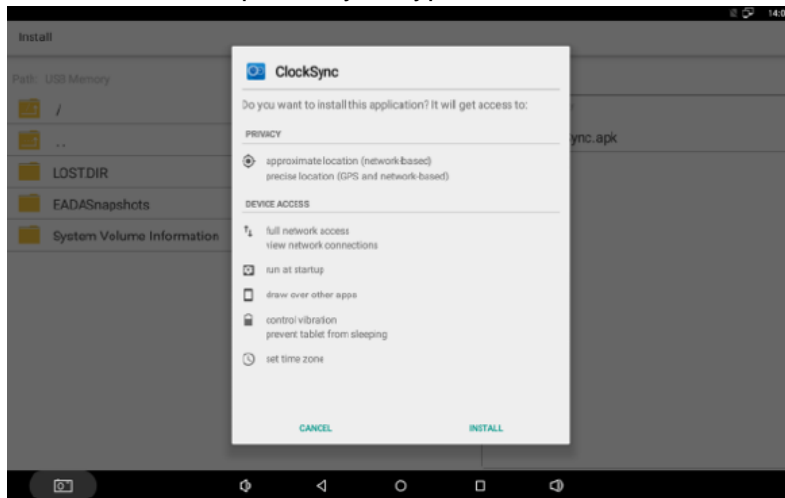 14:0
Install
Path: USB Memory
/
..
LOST.DIR
EADASnapshots
System Volume Information
ync.apk
ClockSync
Do you want to install this application? It will get access to:
PRIVACY
approximate location (network-based)
precise location (GPS and network-based)
DEVICE ACCESS
full network access
view network connections
run at startup
draw over other apps
control vibration
prevent tablet from sleeping
set time zone
CANCEL
INSTALL